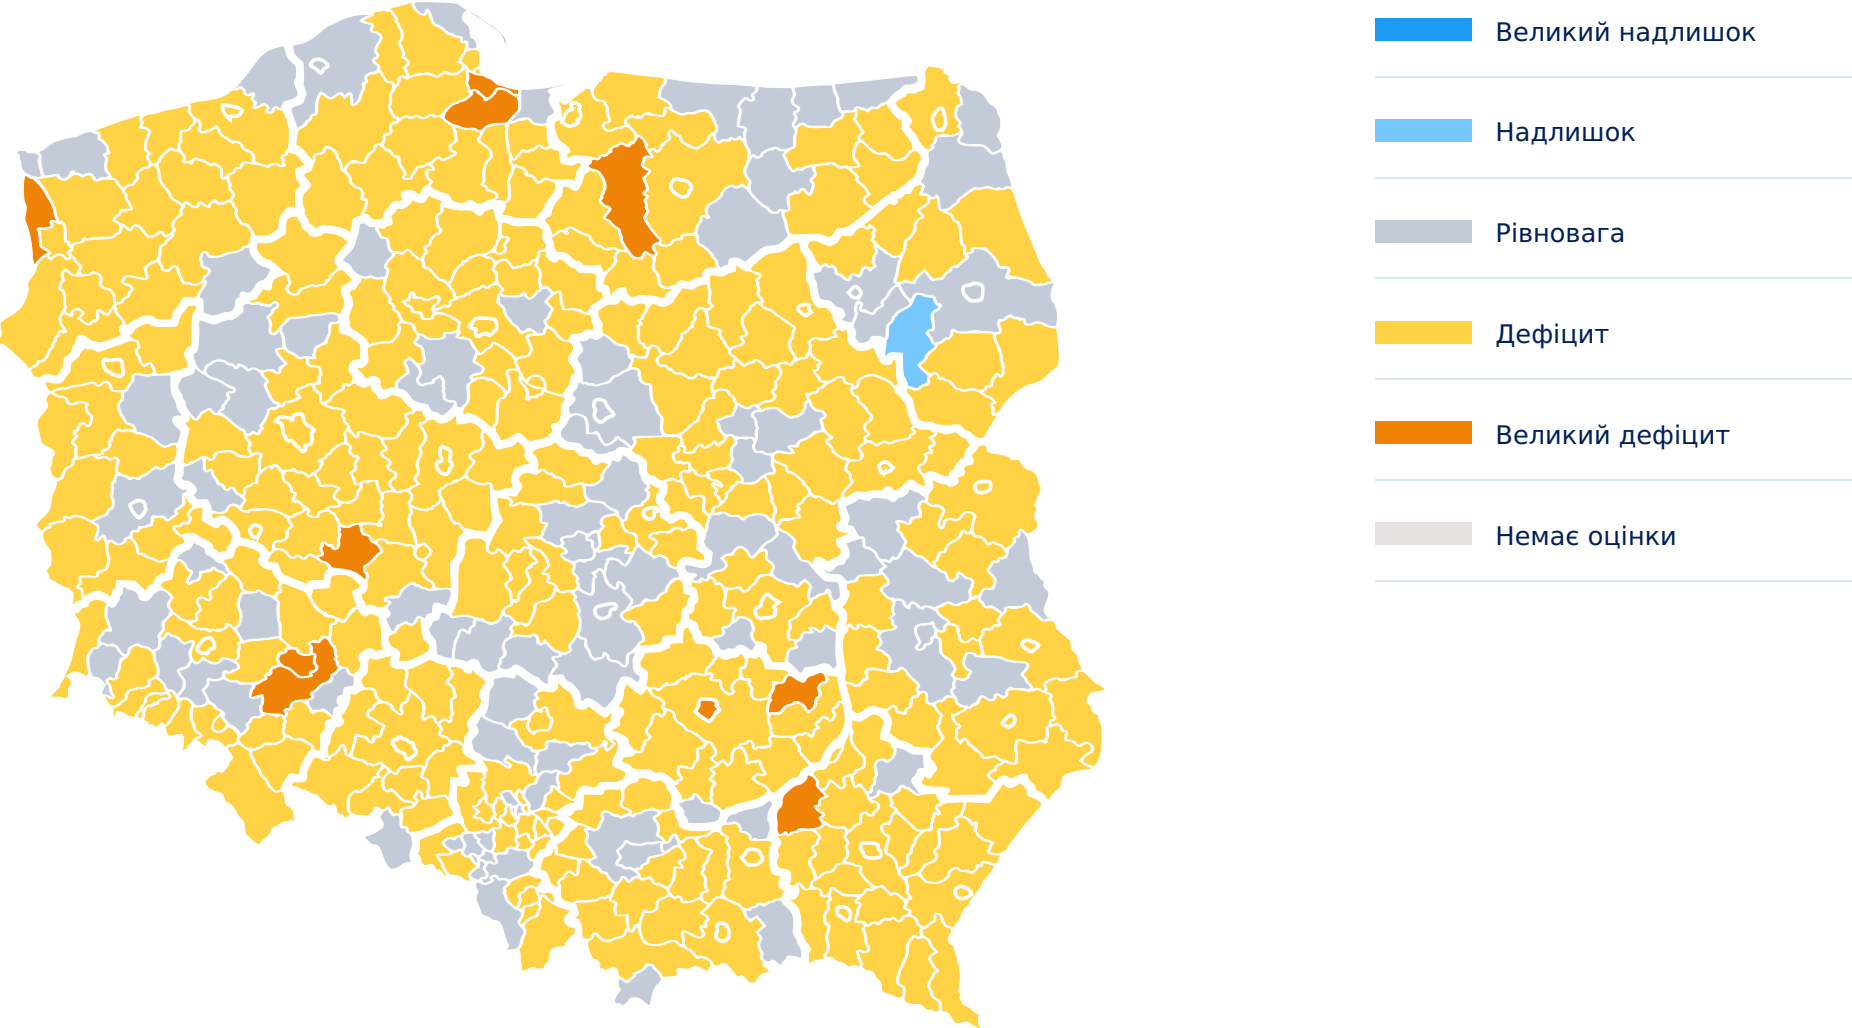 Великий надлишок
Надлишок
Рівновага
Дефіцит
Великий дефіцит
Немає оцінки